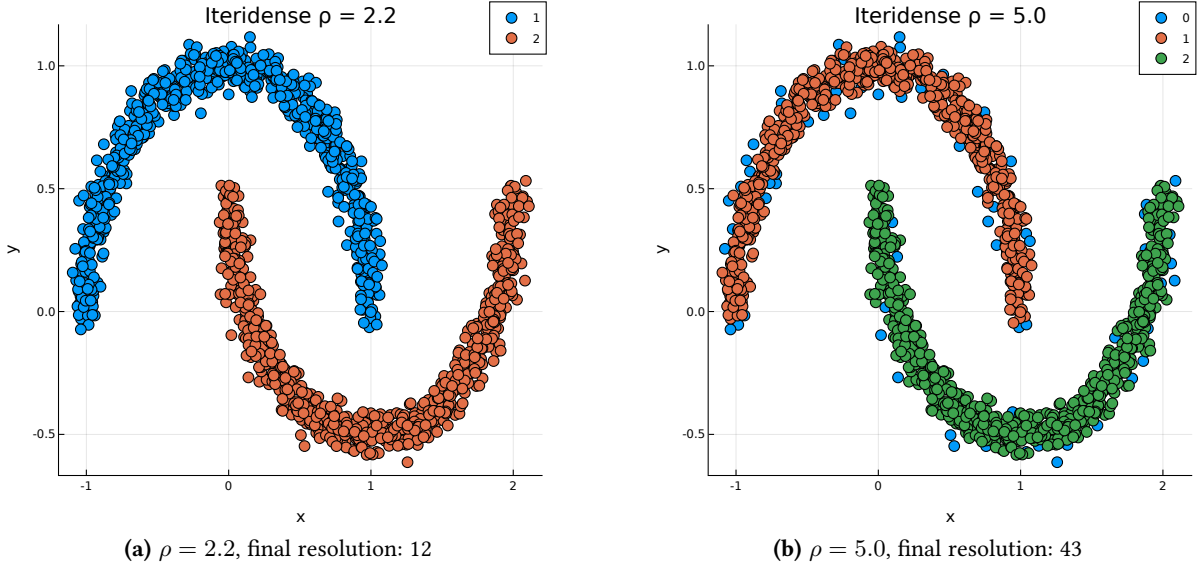 Iteridense ρ = 2.2
1
2
1.0
0.5
0.0
-0.5
y
-1
0
1
2
x
(a) ρ = 2.2, final resolution: 12
Iteridense ρ = 5.0
0
1
2
1.0
0.5
0.0
-0.5
y
-1
0
1
2
x
(b) ρ = 5.0, final resolution: 43